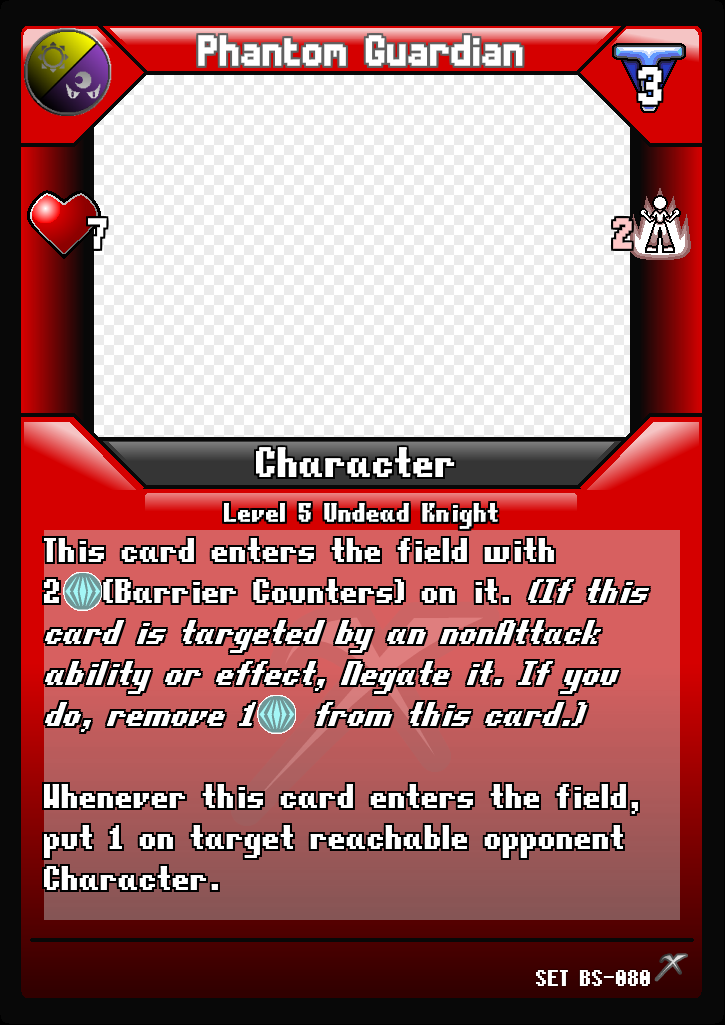 Phantom Guardian
3
7
2
Character
Level 5 Undead Knight
This card enters the field with
2(Barrier Counters) on it. (If this
card is targeted by an nonAttack
ability or effect, Negate it. If you
do, remove 1 from this card.)
Whenever this card enters the field,
put 1 on target reachable opponent
Character.
SET BS-080